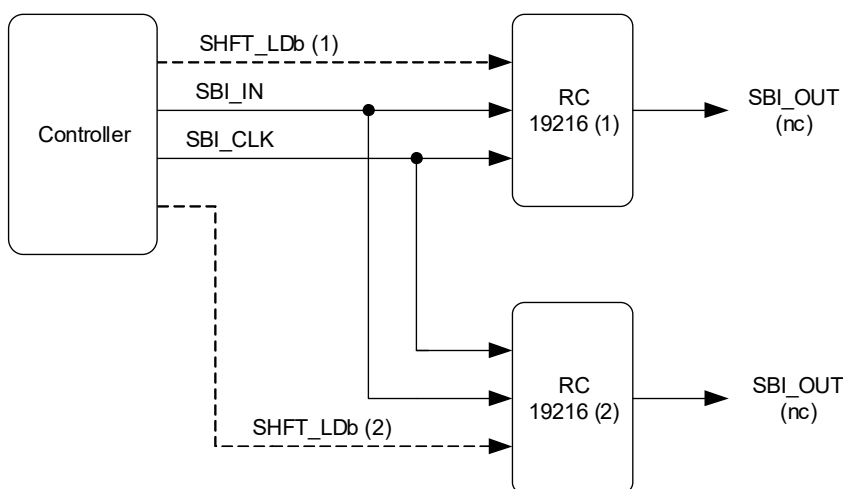 SHFT_LDb (1)
SBI_IN
SBI_CLK
Controller
RC
19216 (1)
SBI_OUT
(nc)
RC
19216 (2)
SBI_OUT
(nc)
SHFT_LDb (2)